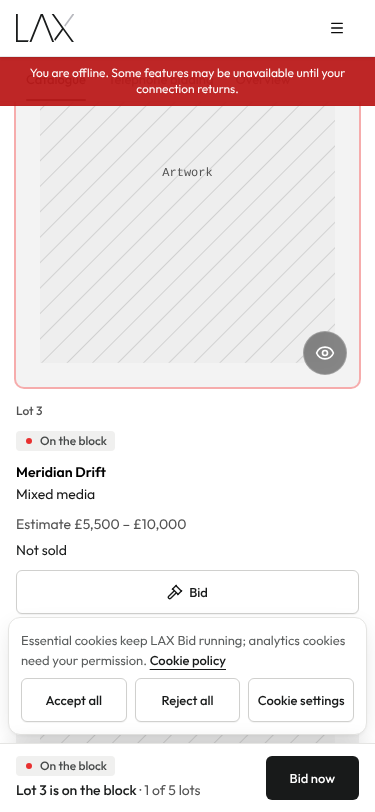 LAX
You are offline. Some features may be unavailable until your
connection returns.
Artwork
Lot 3
On the block
Meridian Drift
Mixed media
Estimate £5,500 – £10,000
Not sold
Bid
Essential cookies keep LAX Bid running; analytics cookies
need your permission. Cookie policy
Accept all
Reject all
Cookie settings
On the block
Lot 3 is on the block · 1 of 5 lots
Bid now